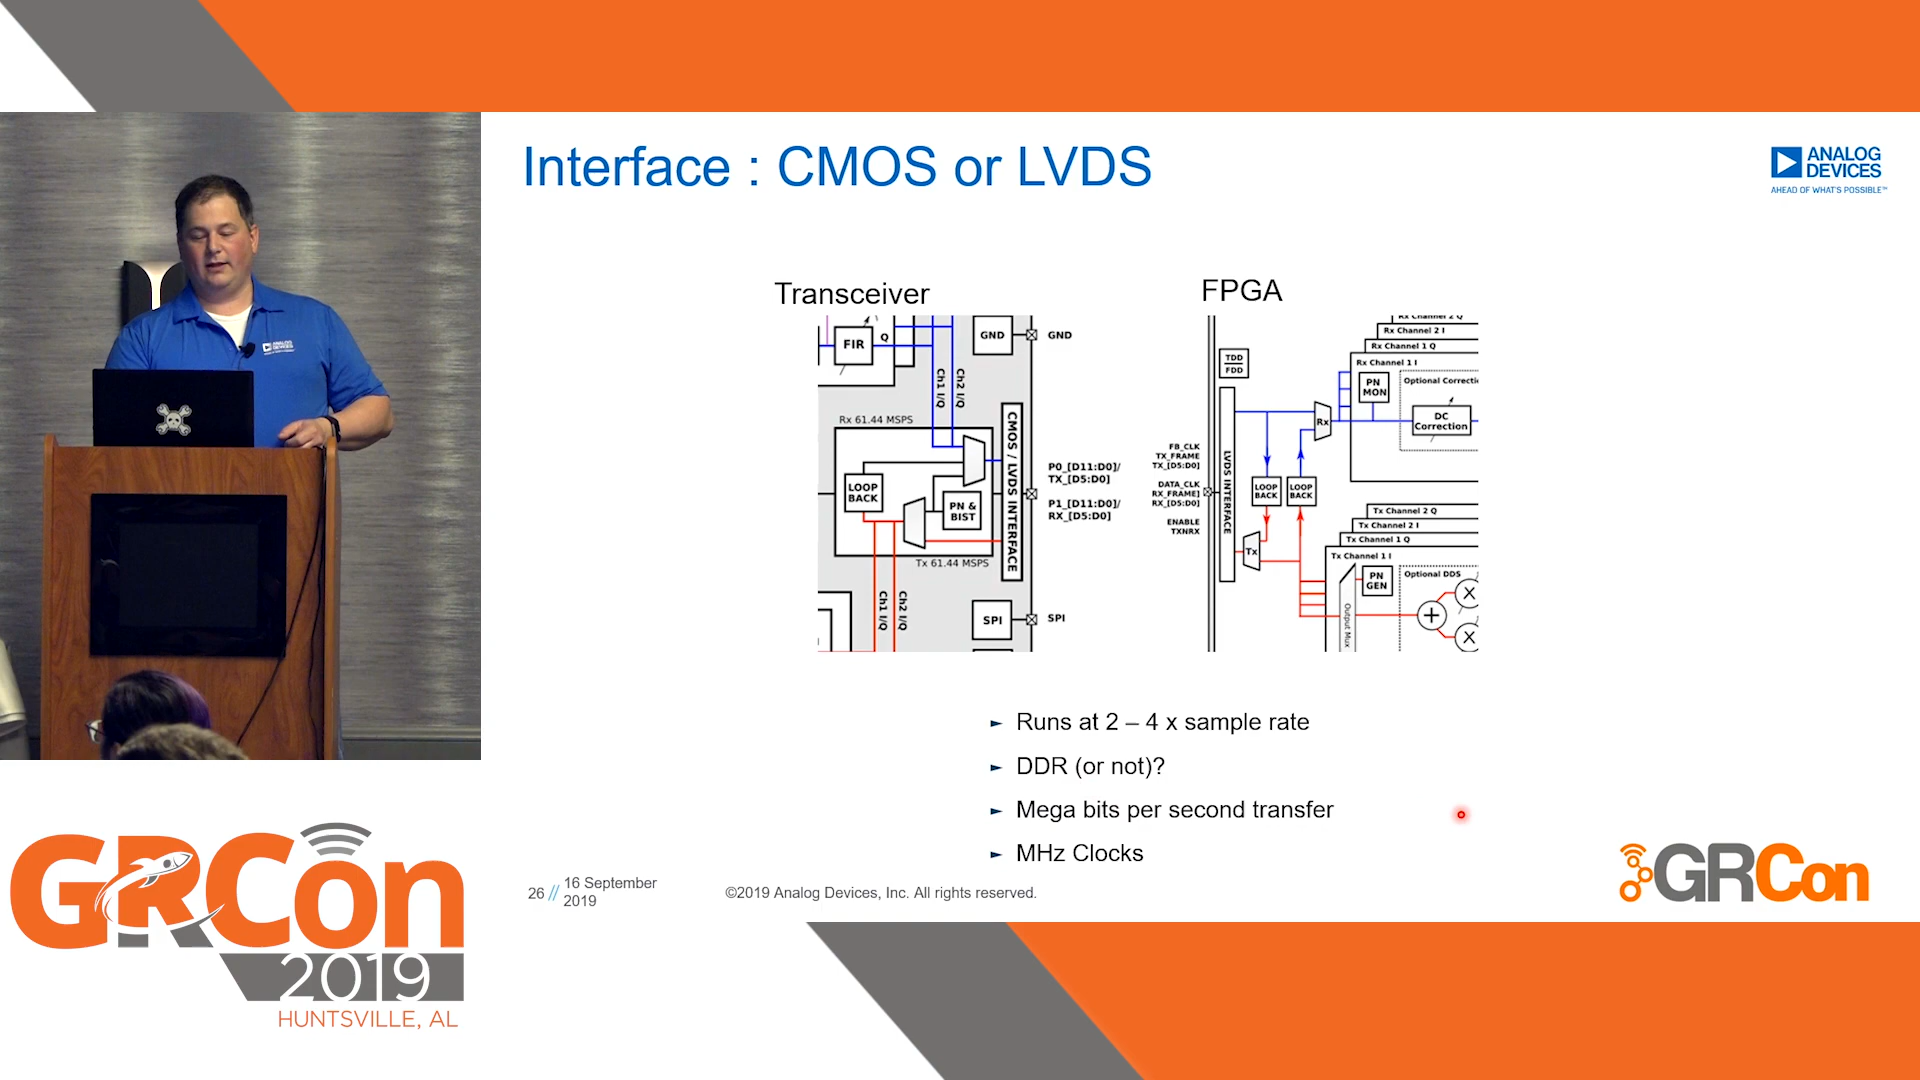 Interface : CMOS or LVDS
ANALOG
DEVICES
AHEAD OF WHAT'S POSSIBLE™
Transceiver
FPGA
FIR
Q
GND
GND
Ch1 I/Q
Ch2 I/Q
Rx 61.44 MSPS
LOOP
BACK
PN &
BIST
CMOS / LVDS INTERFACE
P0_[D11:D0]/
TX_[D5:D0]
P1_[D11:D0]/
RX_[D5:D0]
Tx 61.44 MSPS
Ch1 I/Q
Ch2 I/Q
SPI
SPI
TDD
FDD
FB_CLK
TX_FRAME
TX_[D5:D0]
DATA_CLK
RX_FRAME]
RX_[D5:D0]
ENABLE
TXNRX
LVDS INTERFACE
LOOP
BACK
LOOP
BACK
Rx
Tx
Rx Channel 2 Q
Rx Channel 2 I
Rx Channel 1 Q
Rx Channel 1 I
PN
MON
Optional Correcti
DC
Correction
Tx Channel 2 Q
Tx Channel 2 I
Tx Channel 1 Q
Tx Channel 1 I
PN
GEN
Optional DDS
Output Mux
► Runs at 2 – 4 x sample rate
► DDR (or not)?
► Mega bits per second transfer
► MHz Clocks
26 // 16 September
2019
©2019 Analog Devices, Inc. All rights reserved.
GRCon
GRCon
2019
HUNTSVILLE, AL
ANALOG
DEVICES